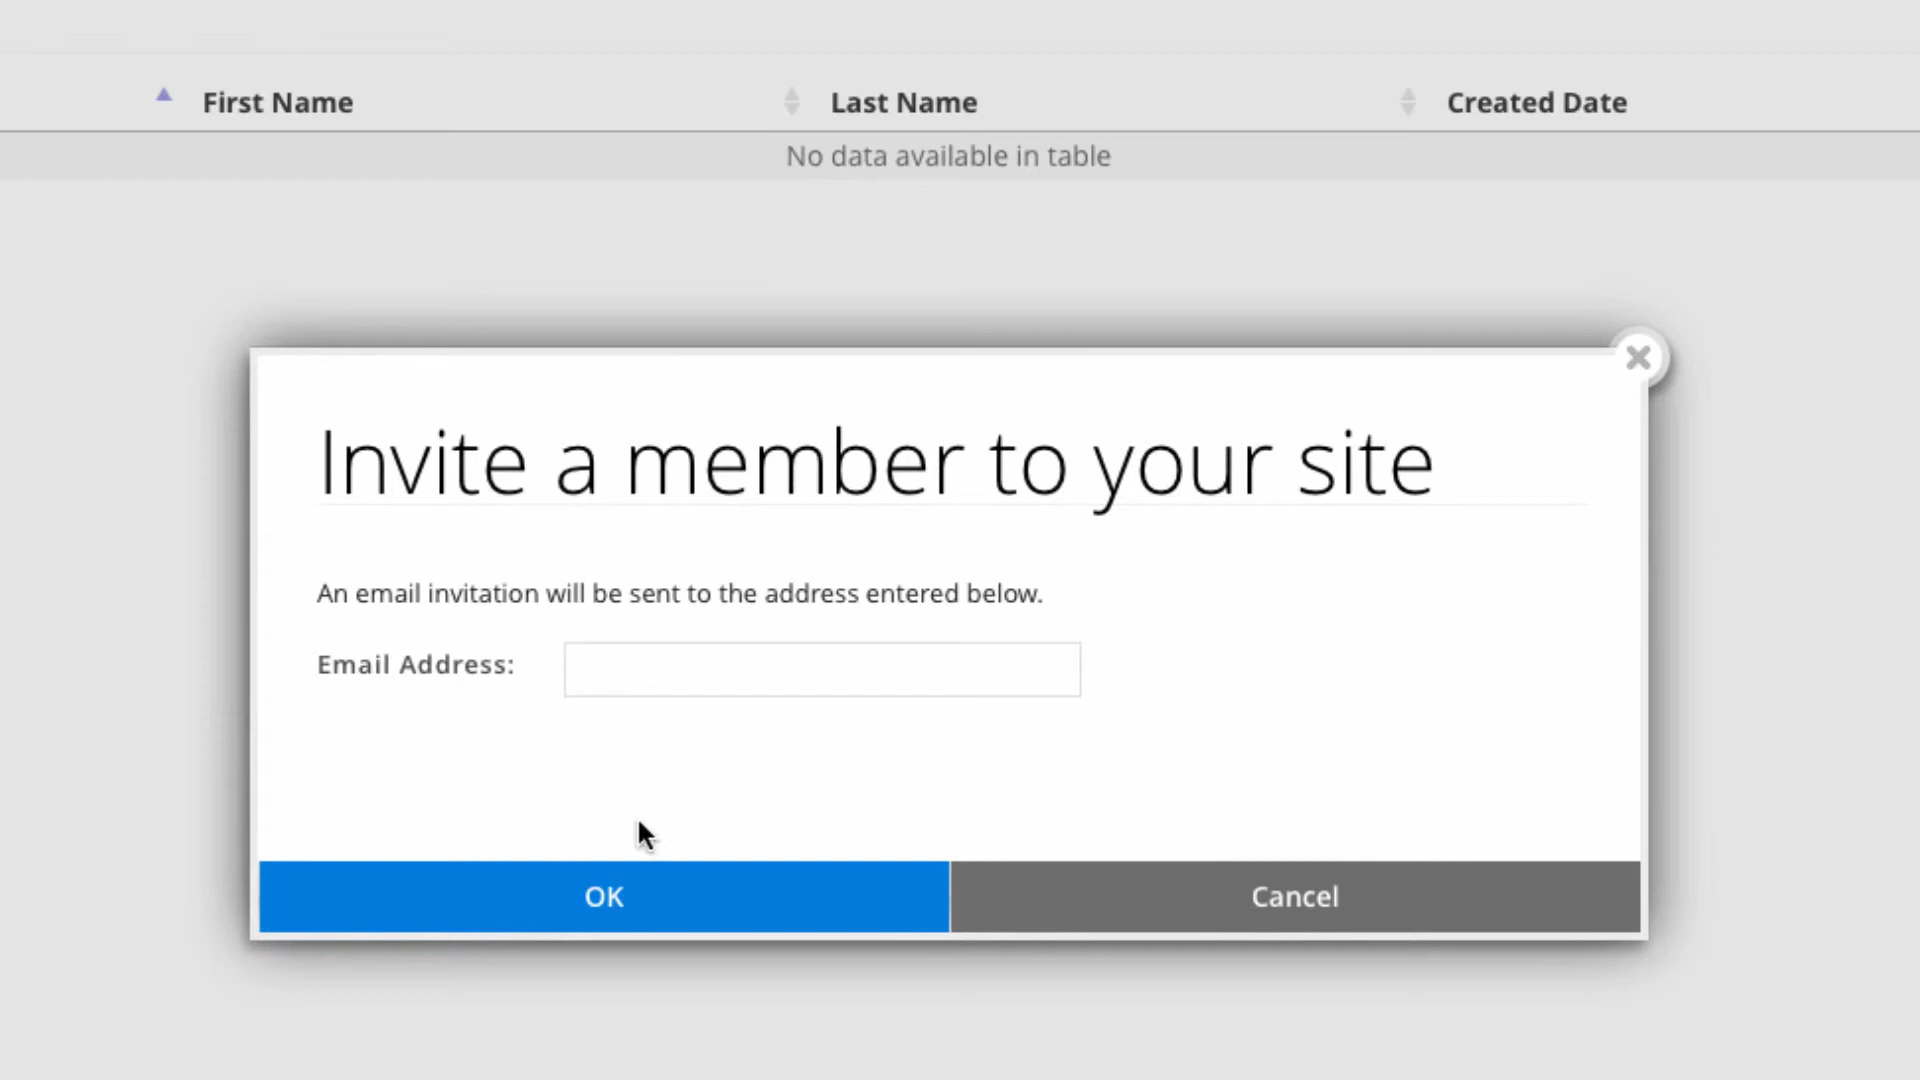 First Name Last Name Created Date
No data available in table
Invite a member to your site
An email invitation will be sent to the address entered below.
Email Address:
OK Cancel